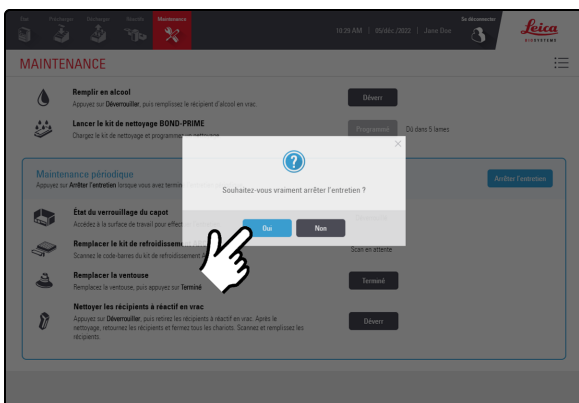 État
Précharger
Décharger
Résultat
Maintenance
10:28 AM | 05/déc./2022 | Jane Doe
Se déconnecter
Leica
BIOSYSTEMS
MAINTENANCE
Remplir en alcool
Appuyez sur Déverrouiller, puis remplissez le récipient d'alcool en vrac.
Déverr
Lancer le kit de nettoyage BOND-PRIME
Chargez le kit de nettoyage et programmez un nettoyage
Programmé
Dû dans 5 lames
Souhaitez-vous vraiment arrêter l'entretien ?
Oui
Non
Maintenance périodique
Appuyez sur Arrêter l'entretien lorsque vous avez terminé
Arrêter l'entretien
État du verrouillage du capot
Accédez à la surface de travail pour effect
Remplacer le kit de refroidissement
Scannez le code-barres du kit de refroidissement A
Scan en attente
Remplacer la ventouse
Remplacez la ventouse, puis appuyez sur Terminé
Terminé
Nettoyer les récipients à réactif en vrac
Appuyez sur Déverrouiller, puis retirez les récipients à réactif en vrac. Après le
nettoyage, retournez les récipients et fermez tous les chariots. Scannez et remplissez les
récipients.
Déverr